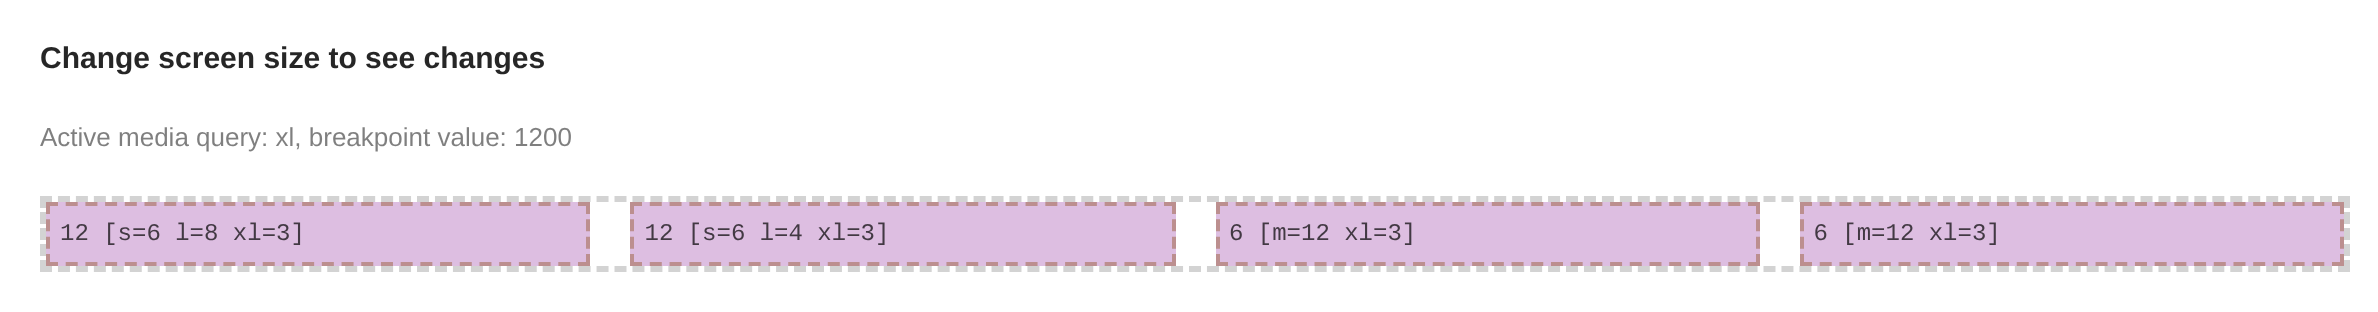 Change screen size to see changes
Active media query: xl, breakpoint value: 1200
12 [s=6 l=8 xl=3] 12 [s=6 l=4 xl=3] 6 [m=12 xl=3] 6 [m=12 xl=3]